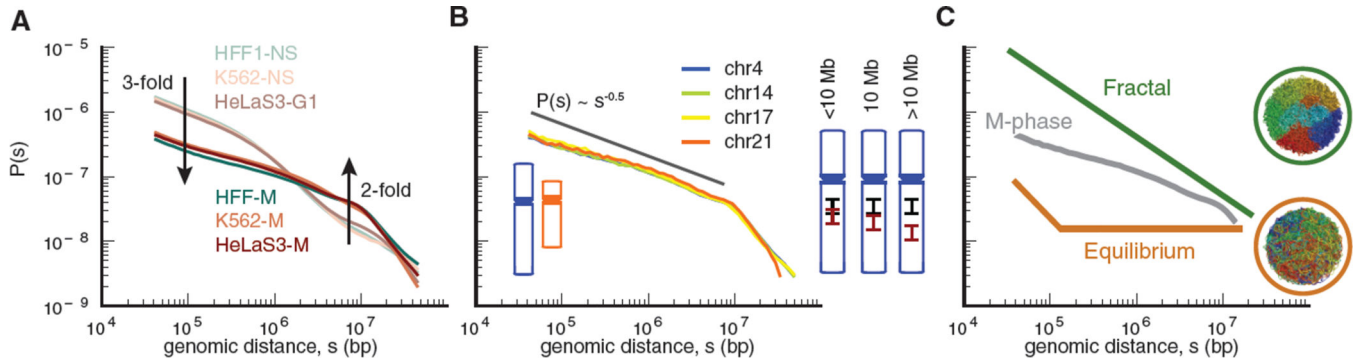 A
HFF1-NS
K562-NS
HeLaS3-G1
3-fold
2-fold
HFF-M
K562-M
HeLaS3-M
P(s)
10⁻⁵
10⁻⁶
10⁻⁷
10⁻⁸
10⁻⁹
10⁴ 10⁵ 10⁶ 10⁷
genomic distance, s (bp)
B
P(s) ~ s⁻⁰·⁵
chr4
chr14
chr17
chr21
<10 Mb
10 Mb
>10 Mb
10⁴ 10⁵ 10⁶ 10⁷
genomic distance, s (bp)
C
Fractal
M-phase
Equilibrium
10⁴ 10⁵ 10⁶ 10⁷
genomic distance, s (bp)